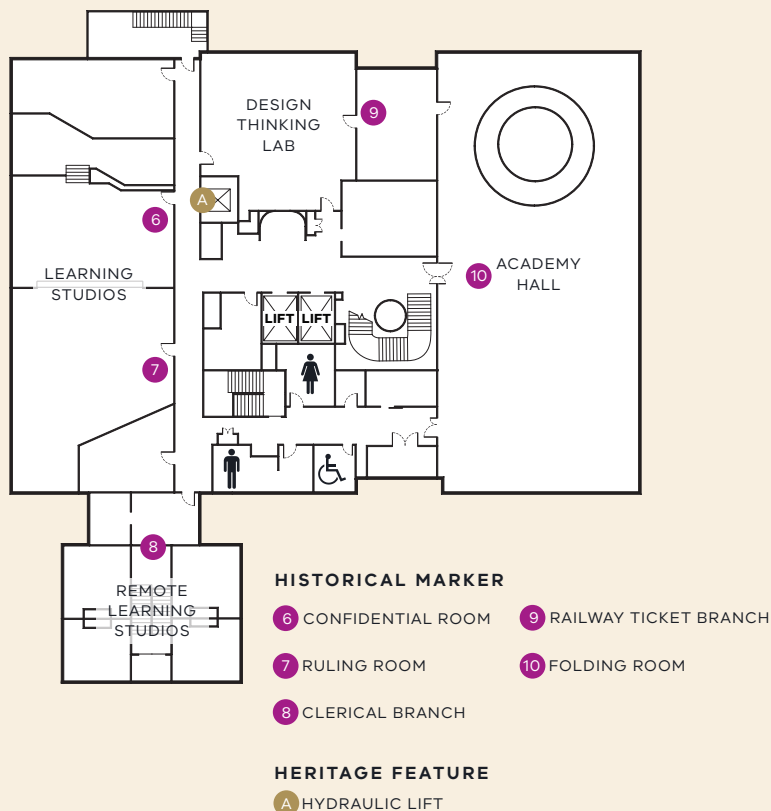 DESIGN
THINKING
LAB
9
A
6
LEARNING
STUDIOS
10
ACADEMY
HALL
LIFT LIFT
7
8
REMOTE
LEARNING
STUDIOS
HISTORICAL MARKER
6 CONFIDENTIAL ROOM
7 RULING ROOM
8 CLERICAL BRANCH
9 RAILWAY TICKET BRANCH
10 FOLDING ROOM
HERITAGE FEATURE
A HYDRAULIC LIFT